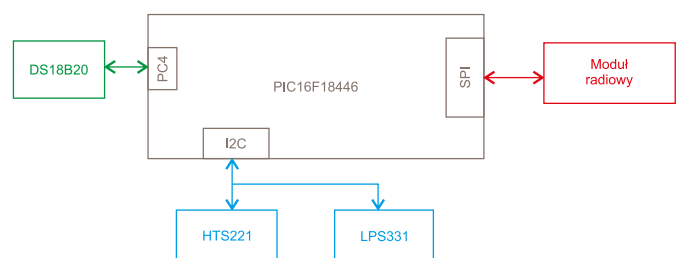 DS18B20
PC4
PIC16F18446
SPI
Moduł
radiowy
I2C
HTS221
LPS331